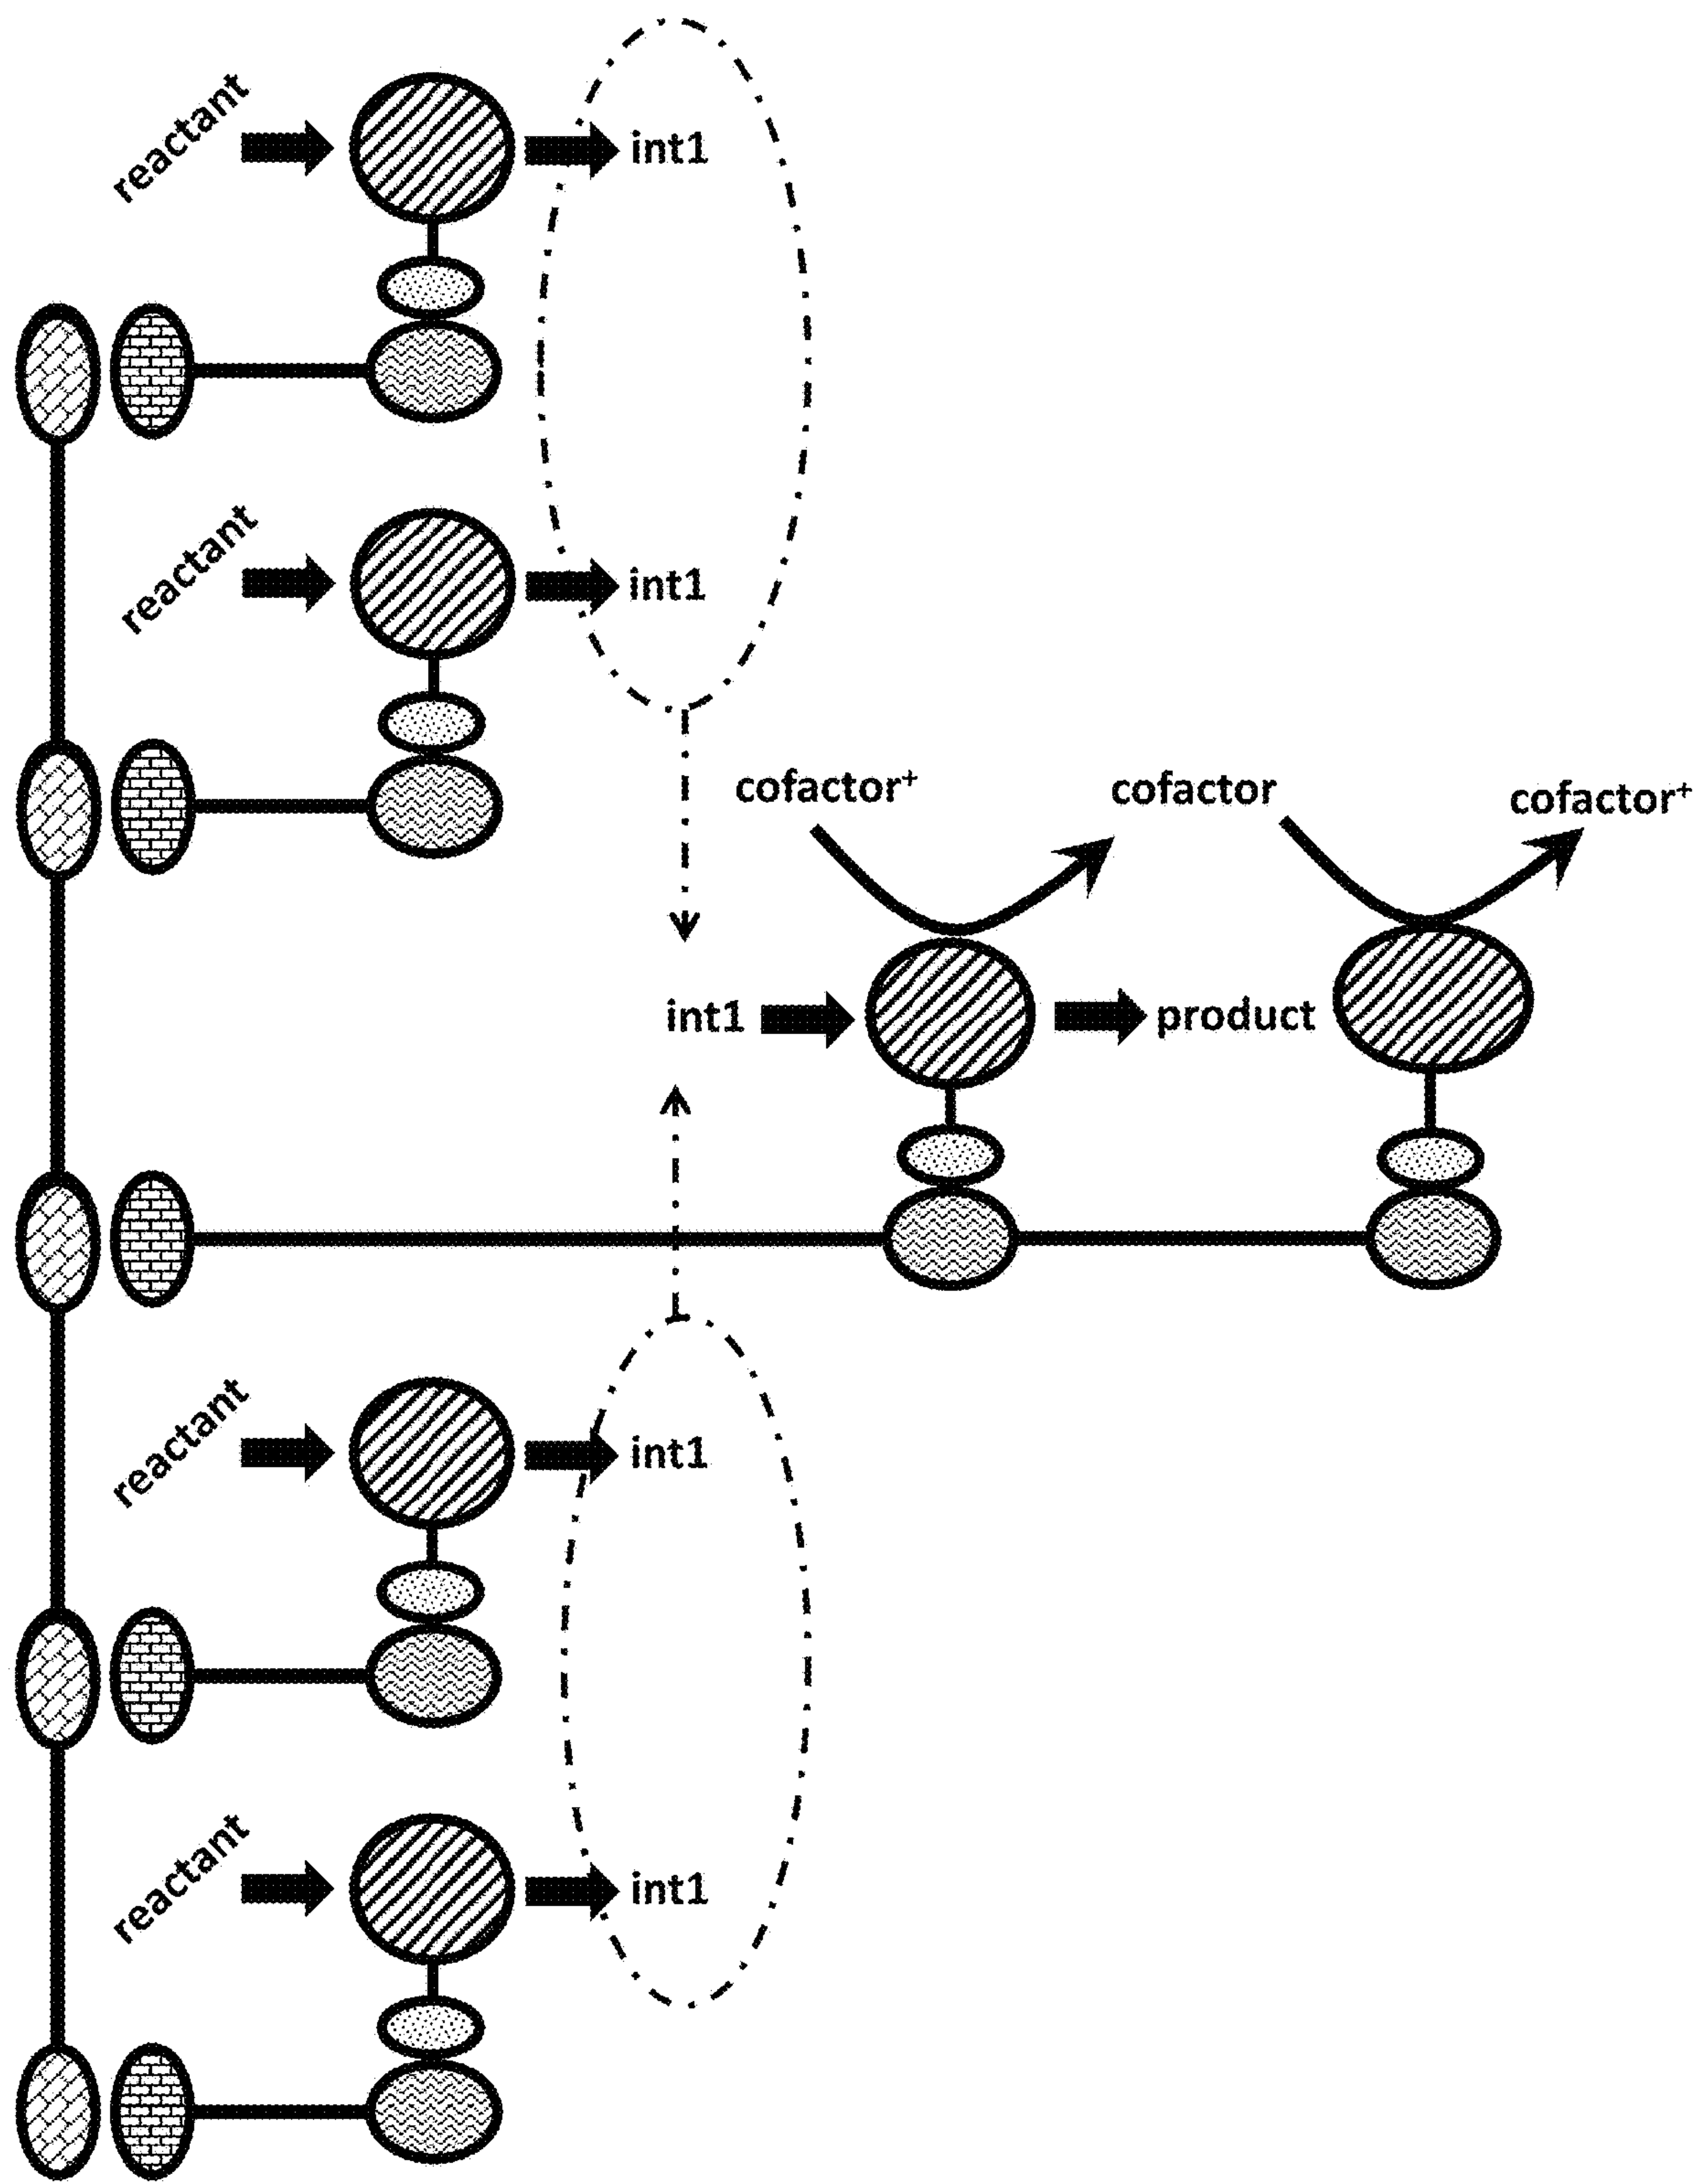 reactant
int1
reactant
int1
cofactor⁺
cofactor
cofactor⁺
int1
product
reactant
int1
reactant
int1